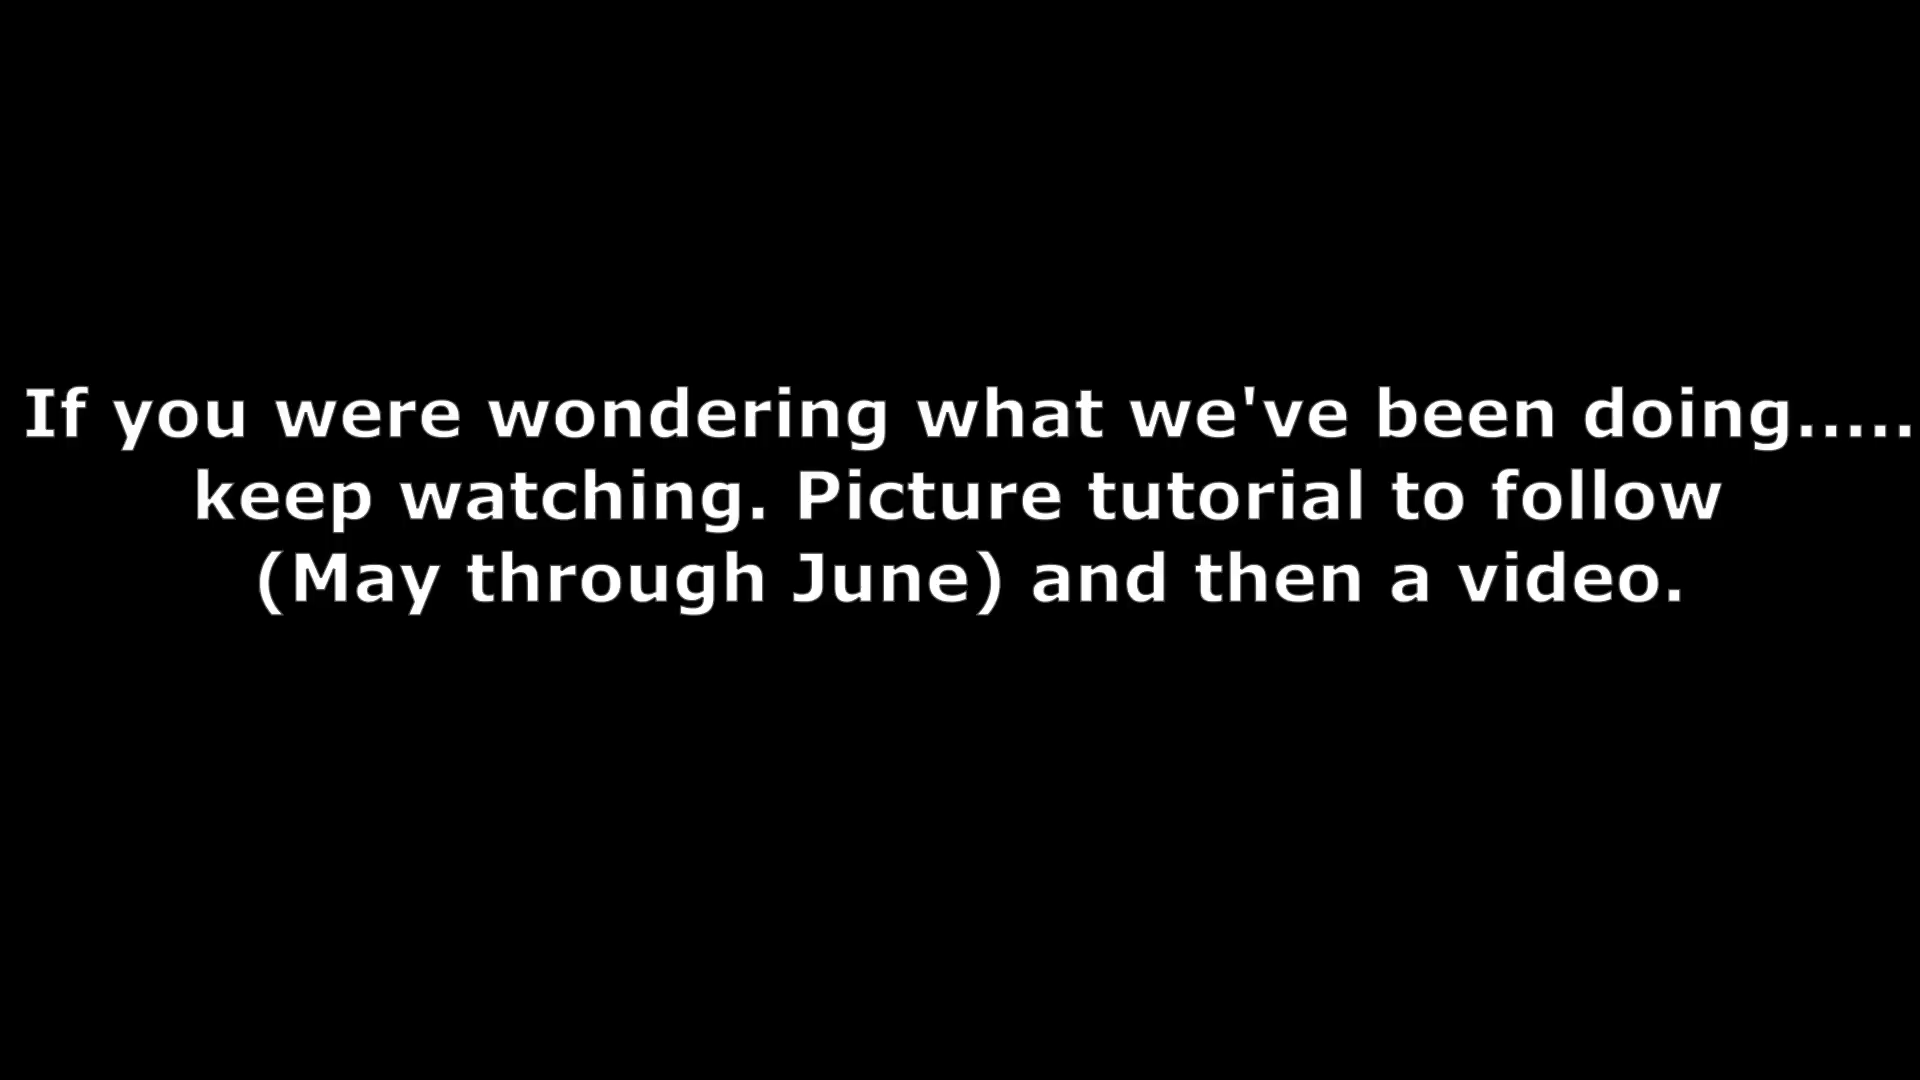 If you were wondering what we've been doing.....
keep watching. Picture tutorial to follow
(May through June) and then a video.